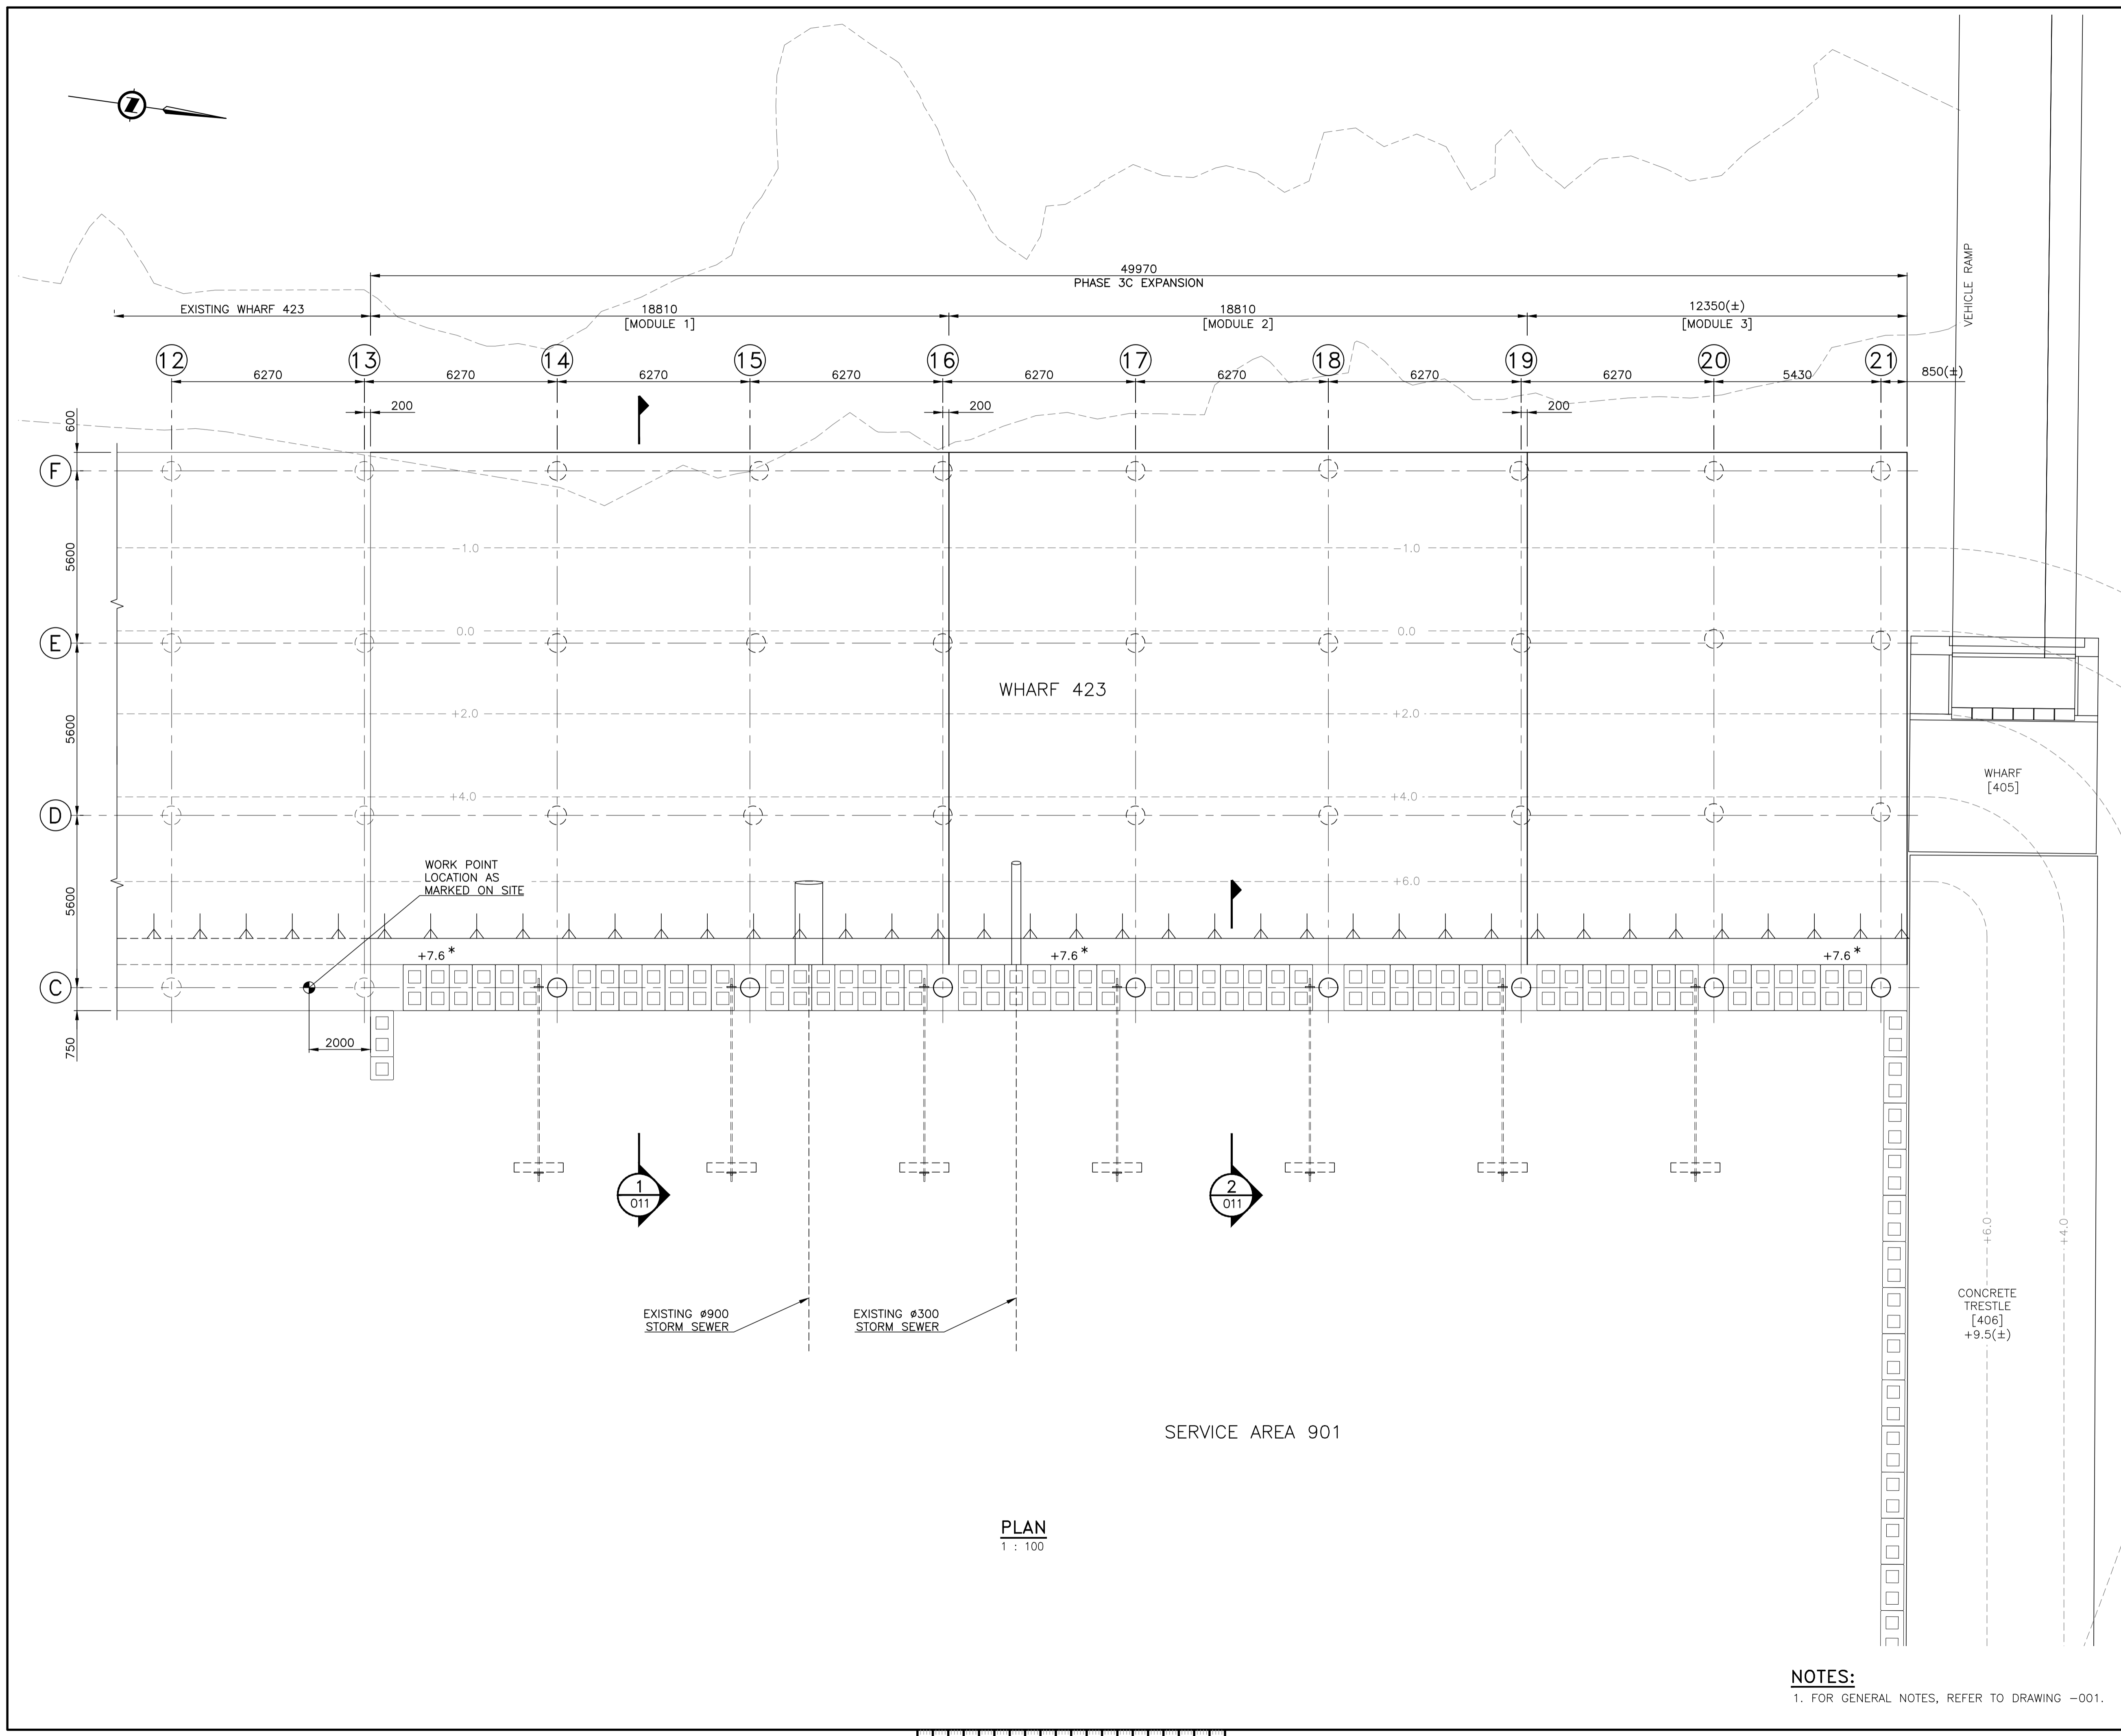 49970
PHASE 3C EXPANSION
EXISTING WHARF 423
18810
[MODULE 1]
18810
[MODULE 2]
12350(±)
[MODULE 3]
VEHICLE RAMP
12
13
14
15
16
17
18
19
20
21
6270
6270
6270
6270
6270
6270
6270
6270
5430
850(±)
200
200
200
600
F
5600
-1.0
-1.0
E
0.0
0.0
WHARF 423
5600
+2.0
+2.0
WHARF
[405]
D
+4.0
+4.0
5600
WORK POINT
LOCATION AS
MARKED ON SITE
+6.0
+7.6*
+7.6*
+7.6*
C
750
2000
1
011
2
011
+6.0
+4.0
EXISTING ø900
STORM SEWER
EXISTING ø300
STORM SEWER
CONCRETE
TRESTLE
[406]
+9.5(±)
SERVICE AREA 901
PLAN
1 : 100
NOTES:
1. FOR GENERAL NOTES, REFER TO DRAWING -001.